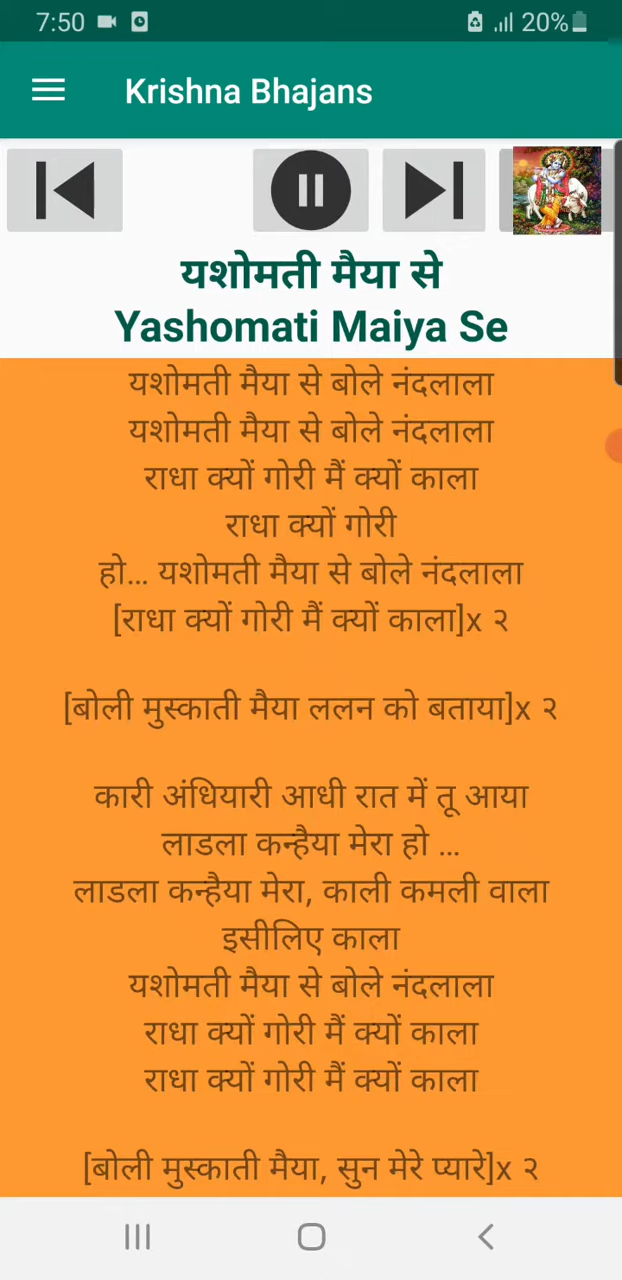 7:50 20%
Krishna Bhajans
यशोमती मैया से
Yashomati Maiya Se
यशोमती मैया से बोले नंदलाला
यशोमती मैया से बोले नंदलाला
राधा क्यों गोरी मैं क्यों काला
राधा क्यों गोरी
हो... यशोमती मैया से बोले नंदलाला
[राधा क्यों गोरी मैं क्यों काला]x २
[बोली मुस्काती मैया ललन को बताया]x २
कारी अंधियारी आधी रात में तू आया
लाडला कन्हैया मेरा हो ...
लाडला कन्हैया मेरा, काली कमली वाला
इसीलिए काला
यशोमती मैया से बोले नंदलाला
राधा क्यों गोरी मैं क्यों काला
राधा क्यों गोरी मैं क्यों काला
[बोली मुस्काती मैया, सुन मेरे प्यारे]x २